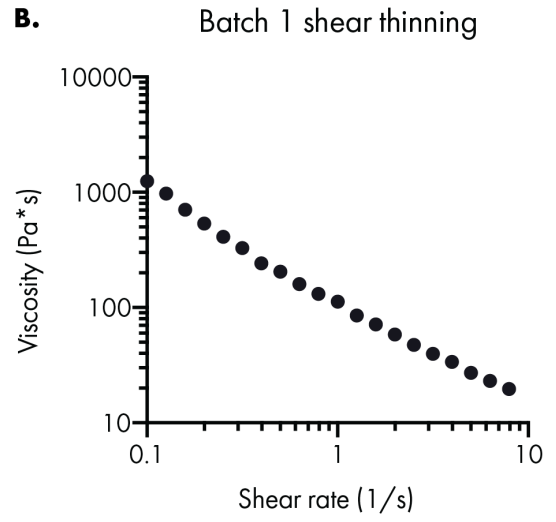 B.
Batch 1 shear thinning
10000
1000
100
10
Viscosity (Pa*s)
0.1
1
10
Shear rate (1/s)